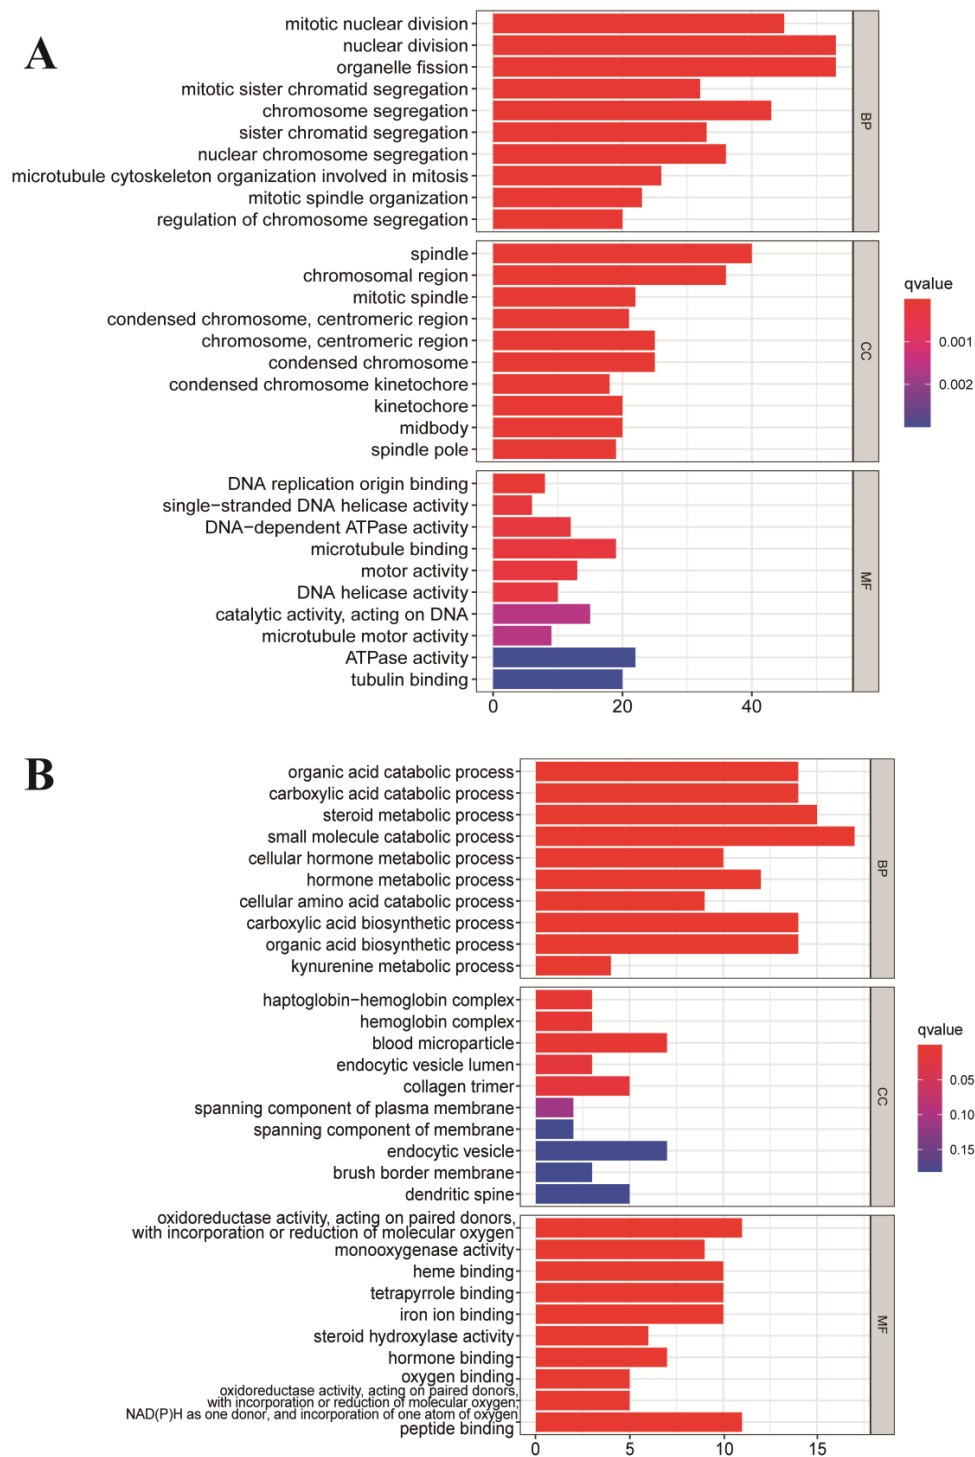 A
mitotic nuclear division
nuclear division
organelle fission
mitotic sister chromatid segregation
chromosome segregation
sister chromatid segregation
nuclear chromosome segregation
microtubule cytoskeleton organization involved in mitosis
mitotic spindle organization
regulation of chromosome segregation
BP
spindle
chromosomal region
mitotic spindle
condensed chromosome, centromeric region
chromosome, centromeric region
condensed chromosome
condensed chromosome kinetochore
kinetochore
midbody
spindle pole
CC
DNA replication origin binding
single−stranded DNA helicase activity
DNA−dependent ATPase activity
microtubule binding
motor activity
DNA helicase activity
catalytic activity, acting on DNA
microtubule motor activity
ATPase activity
tubulin binding
MF
0 20 40
qvalue
0.001
0.002
B
organic acid catabolic process
carboxylic acid catabolic process
steroid metabolic process
small molecule catabolic process
cellular hormone metabolic process
hormone metabolic process
cellular amino acid catabolic process
carboxylic acid biosynthetic process
organic acid biosynthetic process
kynurenine metabolic process
BP
haptoglobin−hemoglobin complex
hemoglobin complex
blood microparticle
endocytic vesicle lumen
collagen trimer
spanning component of plasma membrane
spanning component of membrane
endocytic vesicle
brush border membrane
dendritic spine
CC
oxidoreductase activity, acting on paired donors,
with incorporation or reduction of molecular oxygen
monooxygenase activity
heme binding
tetrapyrrole binding
iron ion binding
steroid hydroxylase activity
hormone binding
oxygen binding
oxidoreductase activity, acting on paired donors,
with incorporation or reduction of molecular oxygen,
NAD(P)H as one donor, and incorporation of one atom of oxygen
peptide binding
MF
0 5 10 15
qvalue
0.05
0.10
0.15